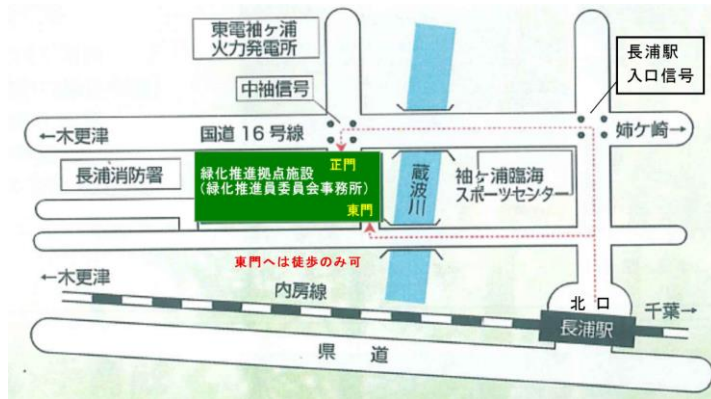 東電袖ケ浦
火力発電所
長浦駅
入口信号
中袖信号
←木更津
国道16号線
姉ケ崎→
長浦消防署
緑化推進拠点施設
(緑化推進員委員会事務所)
正門
東門
蔵波川
袖ヶ浦臨海
スポーツセンター
東門へは徒歩のみ可
←木更津
内房線
北口
千葉→
長浦駅
県道